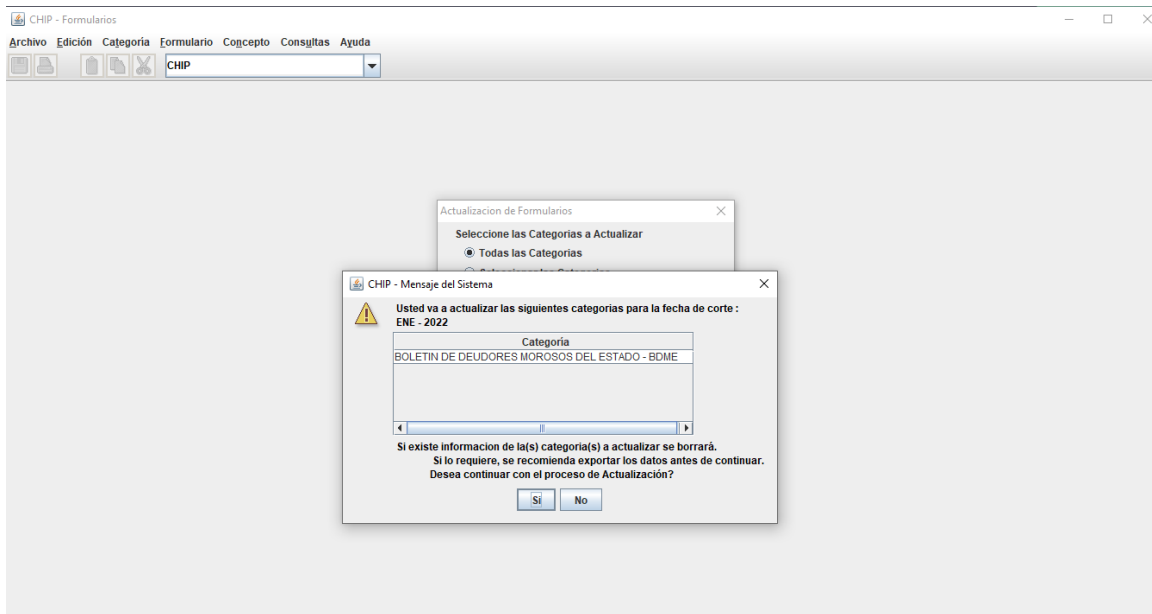 CHIP - Formularios
Archivo Edición Categoría Formulario Concepto Consultas Ayuda
CHIP
Actualizacion de Formularios
Seleccione las Categorias a Actualizar
Todas las Categorias
CHIP - Mensaje del Sistema
Usted va a actualizar las siguientes categorias para la fecha de corte :
ENE - 2022
Categoría
BOLETIN DE DEUDORES MOROSOS DEL ESTADO - BDME
Si existe informacion de la(s) categoria(s) a actualizar se borrará.
Si lo requiere, se recomienda exportar los datos antes de continuar.
Desea continuar con el proceso de Actualización?
Si No